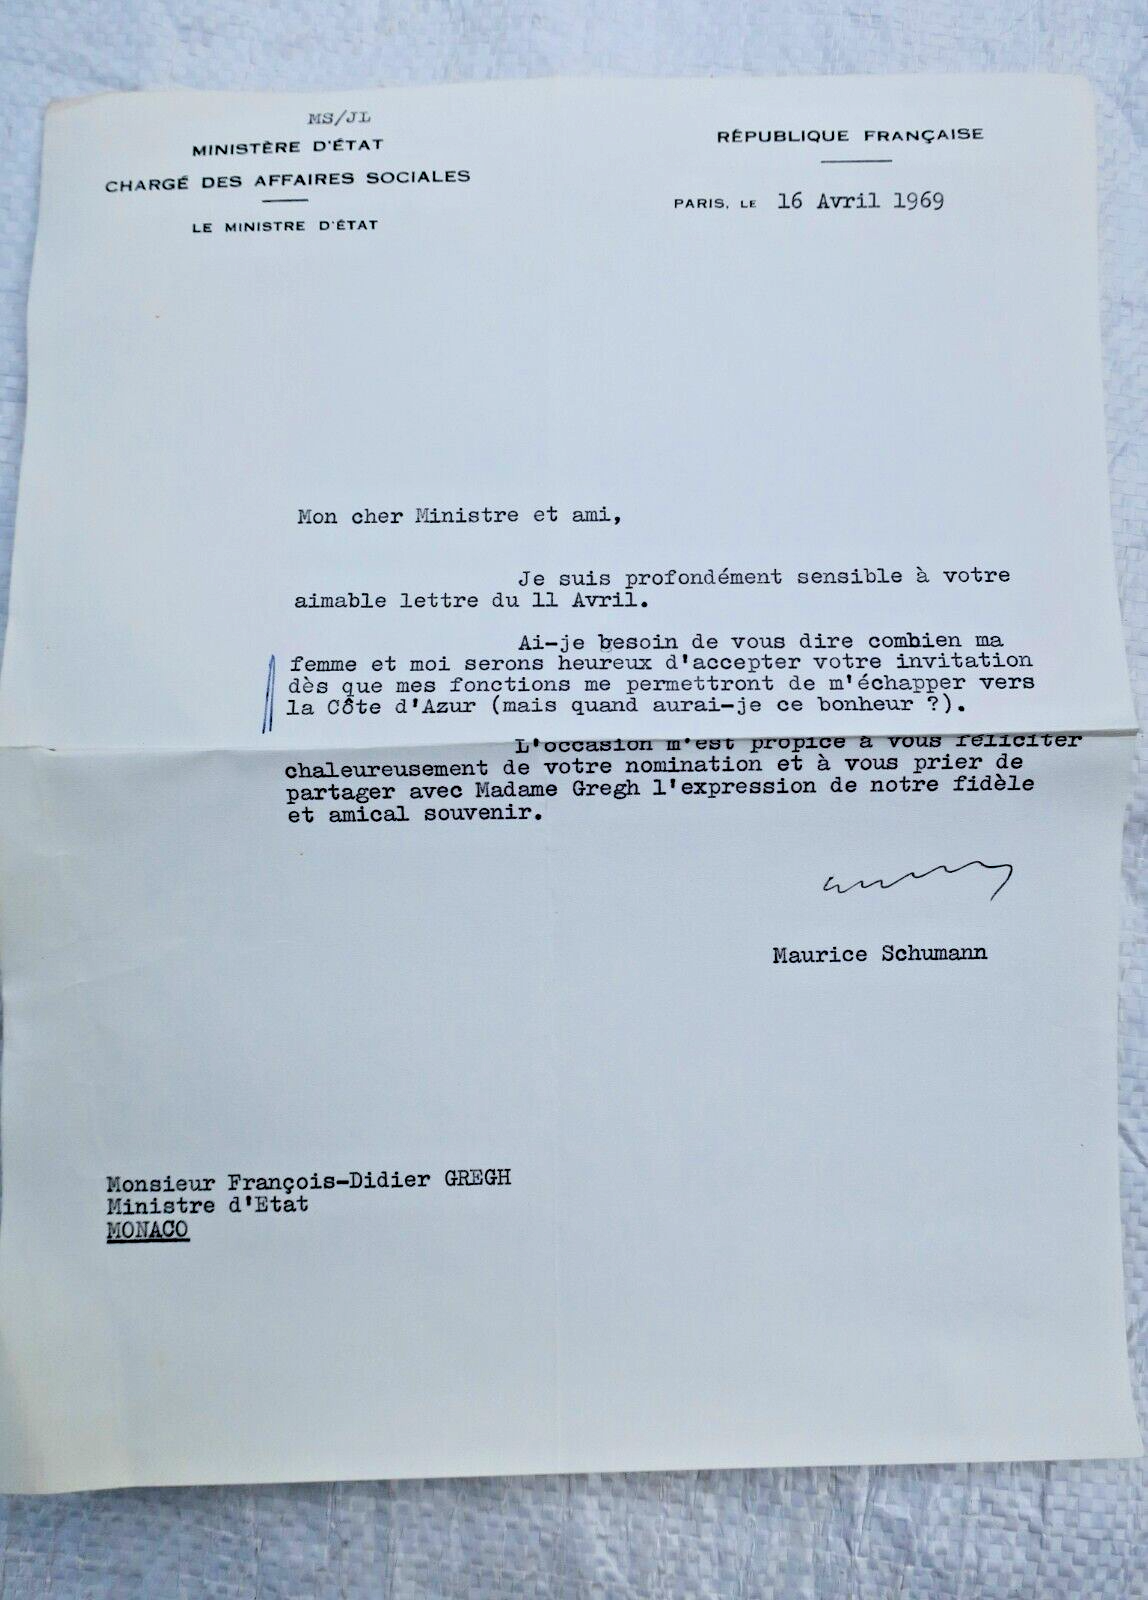 MS/JL
MINISTÈRE D'ÉTAT
CHARGÉ DES AFFAIRES SOCIALES
LE MINISTRE D'ÉTAT
RÉPUBLIQUE FRANÇAISE
PARIS, LE 16 Avril 1969
Mon cher Ministre et ami,
Je suis profondément sensible à votre
aimable lettre du 11 Avril.
Ai-je besoin de vous dire combien ma
femme et moi serons heureux d'accepter votre invitation
dès que mes fonctions me permettront de m'échapper vers
la Côte d'Azur (mais quand aurai-je ce bonheur ?).
L'occasion m'est propice à vous féliciter
chaleureusement de votre nomination et à vous prier de
partager avec Madame Gregh l'expression de notre fidèle
et amical souvenir.
Maurice Schumann
Monsieur François-Didier GREGH
Ministre d'Etat
MONACO